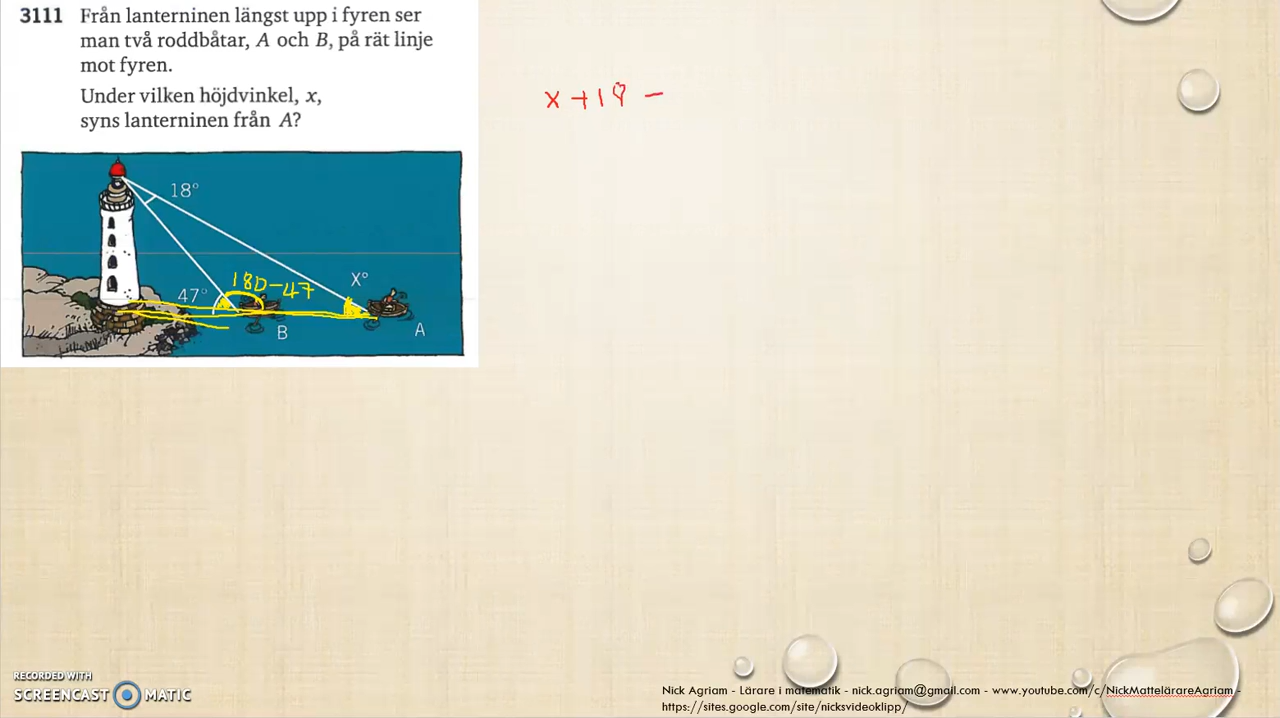 3111 Från lanterninen längst upp i fyren ser
man två roddbåtar, A och B, på rät linje
mot fyren.
Under vilken höjdvinkel, x,
syns lanterninen från A?
x + 18 –
18°
180-47
X°
47°
B
A
RECORDED WITH
SCREENCAST MATIC
Nick Agriam - Lärare i matematik - nick.agriam@gmail.com - www.youtube.com/c/NickMattelärareAgriam -
https://sites.google.com/site/nicksvideoklipp/